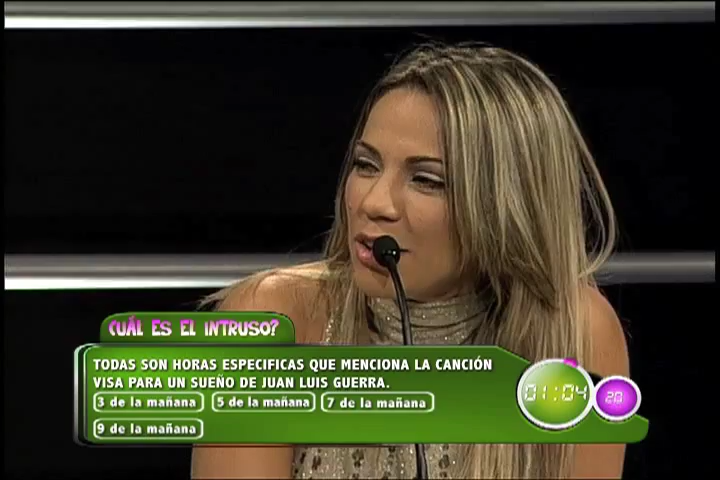 CUÁL ES EL INTRUSO?
TODAS SON HORAS ESPECIFICAS QUE MENCIONA LA CANCIÓN
VISA PARA UN SUEÑO DE JUAN LUIS GUERRA.
3 de la mañana 5 de la mañana 7 de la mañana
9 de la mañana
01:04 20